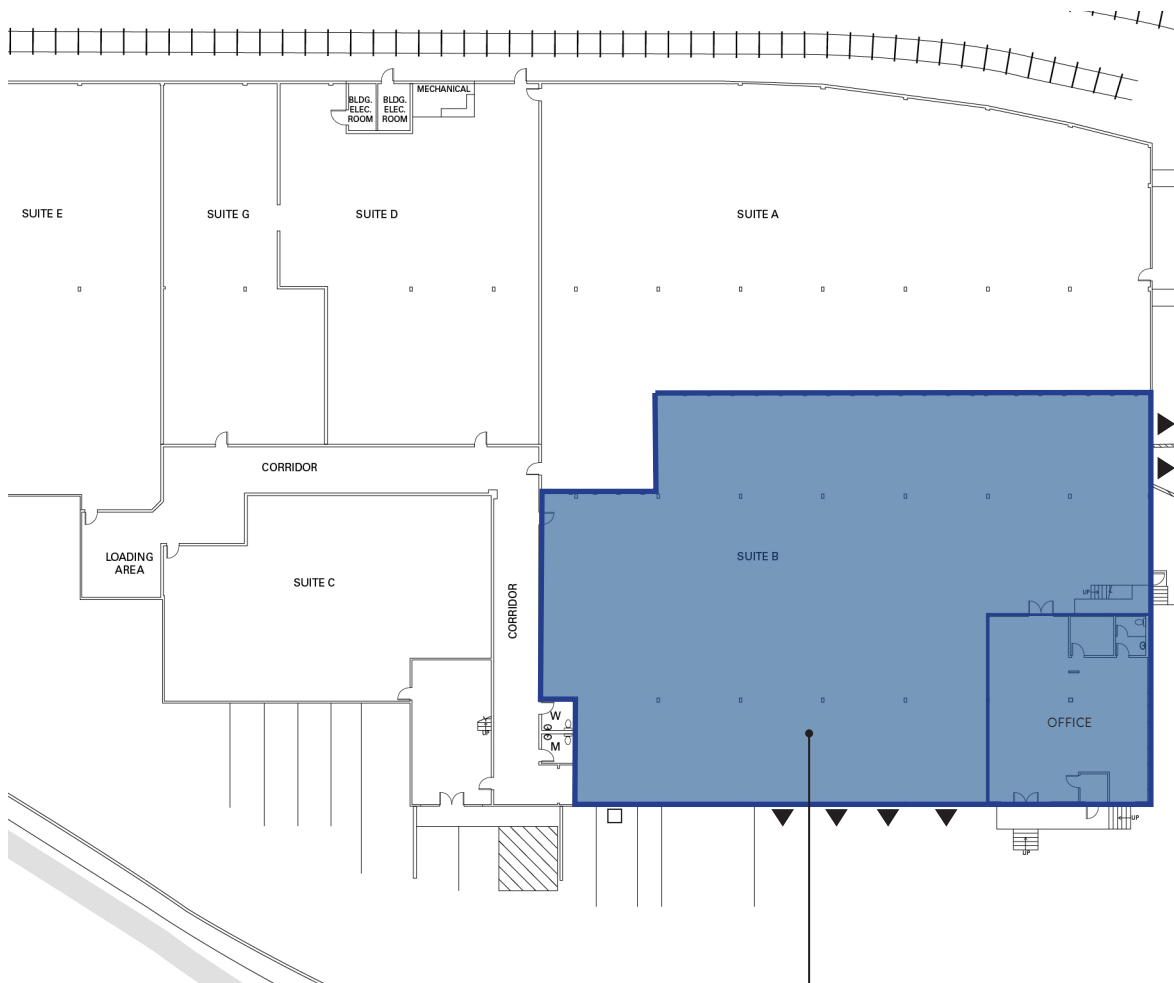 MECHANICAL
BLDG.
ELEC.
ROOM
BLDG.
ELEC.
ROOM
SUITE E
SUITE G
SUITE D
SUITE A
CORRIDOR
LOADING
AREA
SUITE C
CORRIDOR
SUITE B
UP
W
M
OFFICE
UP
UP